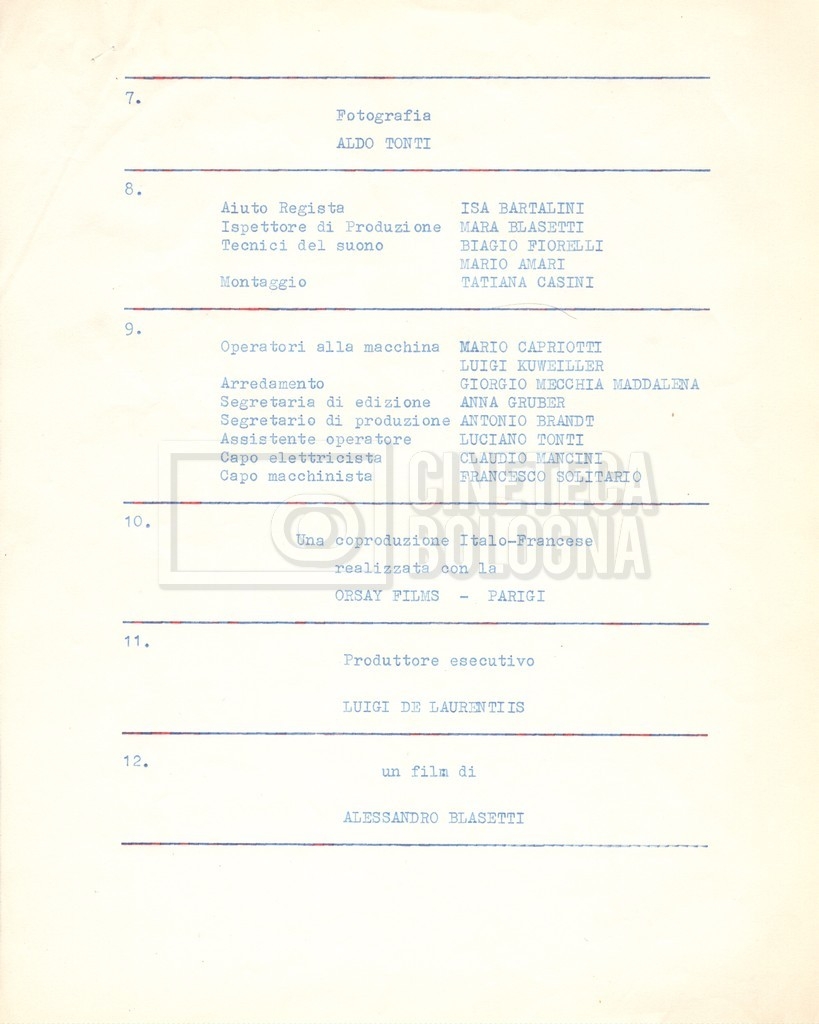 7.
Fotografia
ALDO TONTI
8.
Aiuto Regista ISA BARTALINI
Ispettore di Produzione MARA BLASETTI
Tecnici del suono BIAGIO FIORELLI
MARIO AMARI
Montaggio TATIANA CASINI
9.
Operatori alla macchina MARIO CAPRIOTTI
LUIGI KUWEILLER
Arredamento GIORGIO MECCHIA MADDALENA
Segretaria di edizione ANNA GRUBER
Segretario di produzione ANTONIO BRANDT
Assistente operatore LUCIANO TONTI
Capo elettricista CLAUDIO MANCINI
Capo macchinista FRANCESCO SOLITARIO
CINETECA
BOLOGNA
10.
Una coproduzione Italo-Francese
realizzata con la
ORSAY FILMS - PARIGI
11.
Produttore esecutivo
LUIGI DE LAURENTIIS
12.
un film di
ALESSANDRO BLASETTI